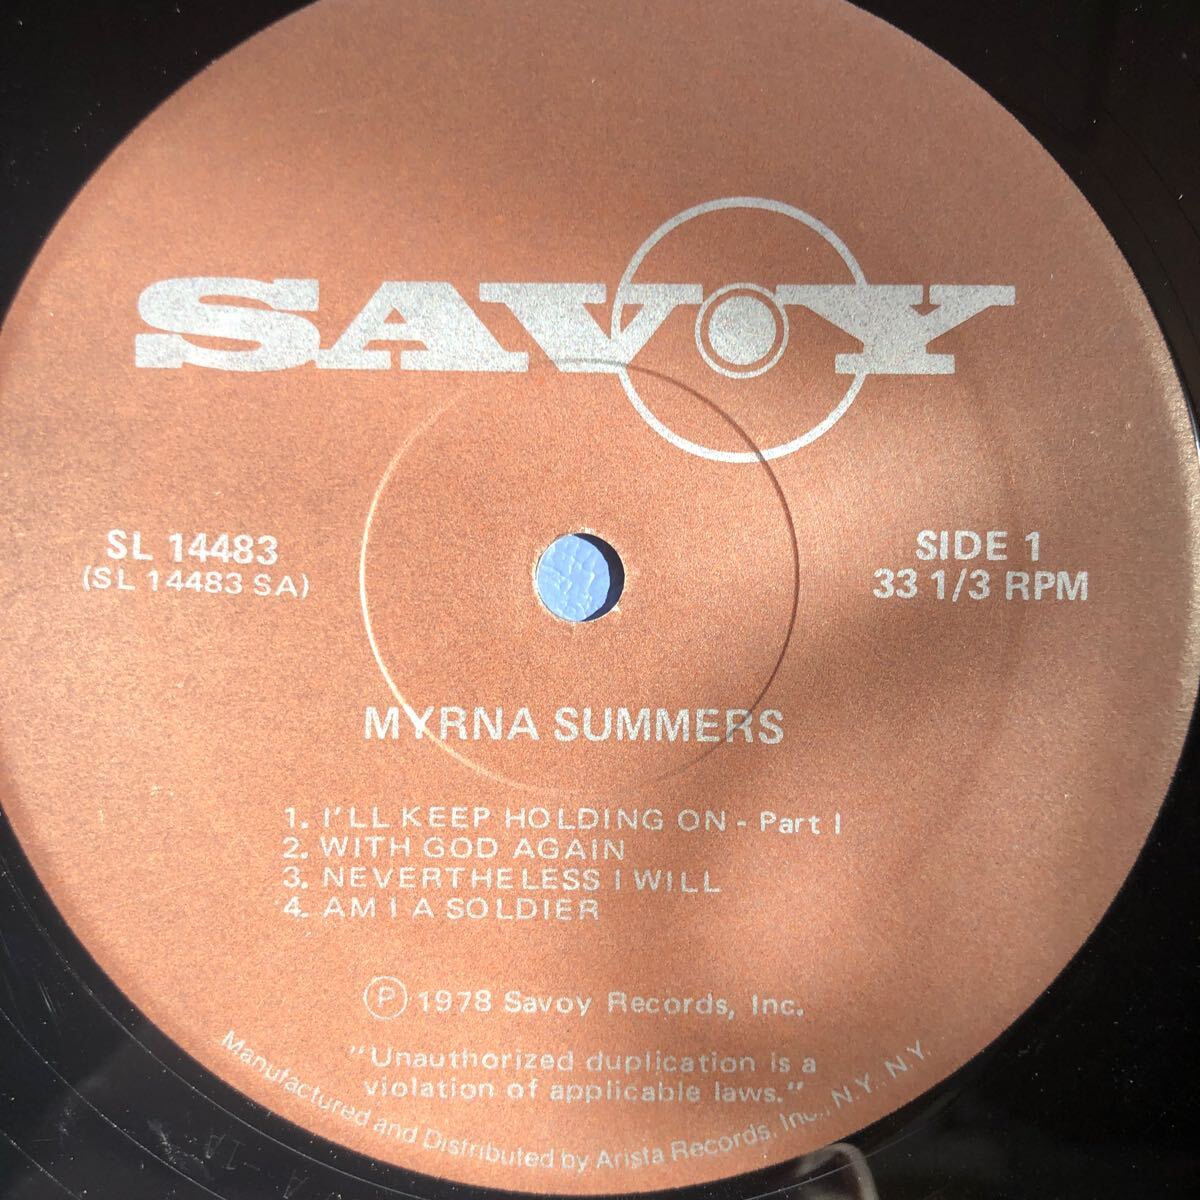 SAVOY
SL 14483
(SL 14483 SA)
SIDE 1
33 1/3 RPM
MYRNA SUMMERS
1. I'LL KEEP HOLDING ON - Part I
2. WITH GOD AGAIN
3. NEVERTHELESS I WILL
4. AM I A SOLDIER
Ⓟ 1978 Savoy Records, Inc.
"Unauthorized duplication is a
violation of applicable laws."
Manufactured and Distributed by Arista Records, Inc., N.Y., N.Y.